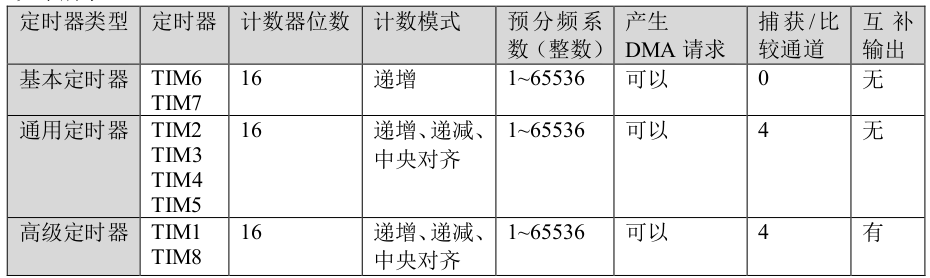 定时器类型 定时器 计数器位数 计数模式 预分频系 产生 捕获/比 互补
数（整数） DMA 请求 较通道 输出
基本定时器 TIM6 16 递增 1~65536 可以 0 无
TIM7
通用定时器 TIM2 16 递增、递减、 1~65536 可以 4 无
TIM3 中央对齐
TIM4
TIM5
高级定时器 TIM1 16 递增、递减、 1~65536 可以 4 有
TIM8 中央对齐